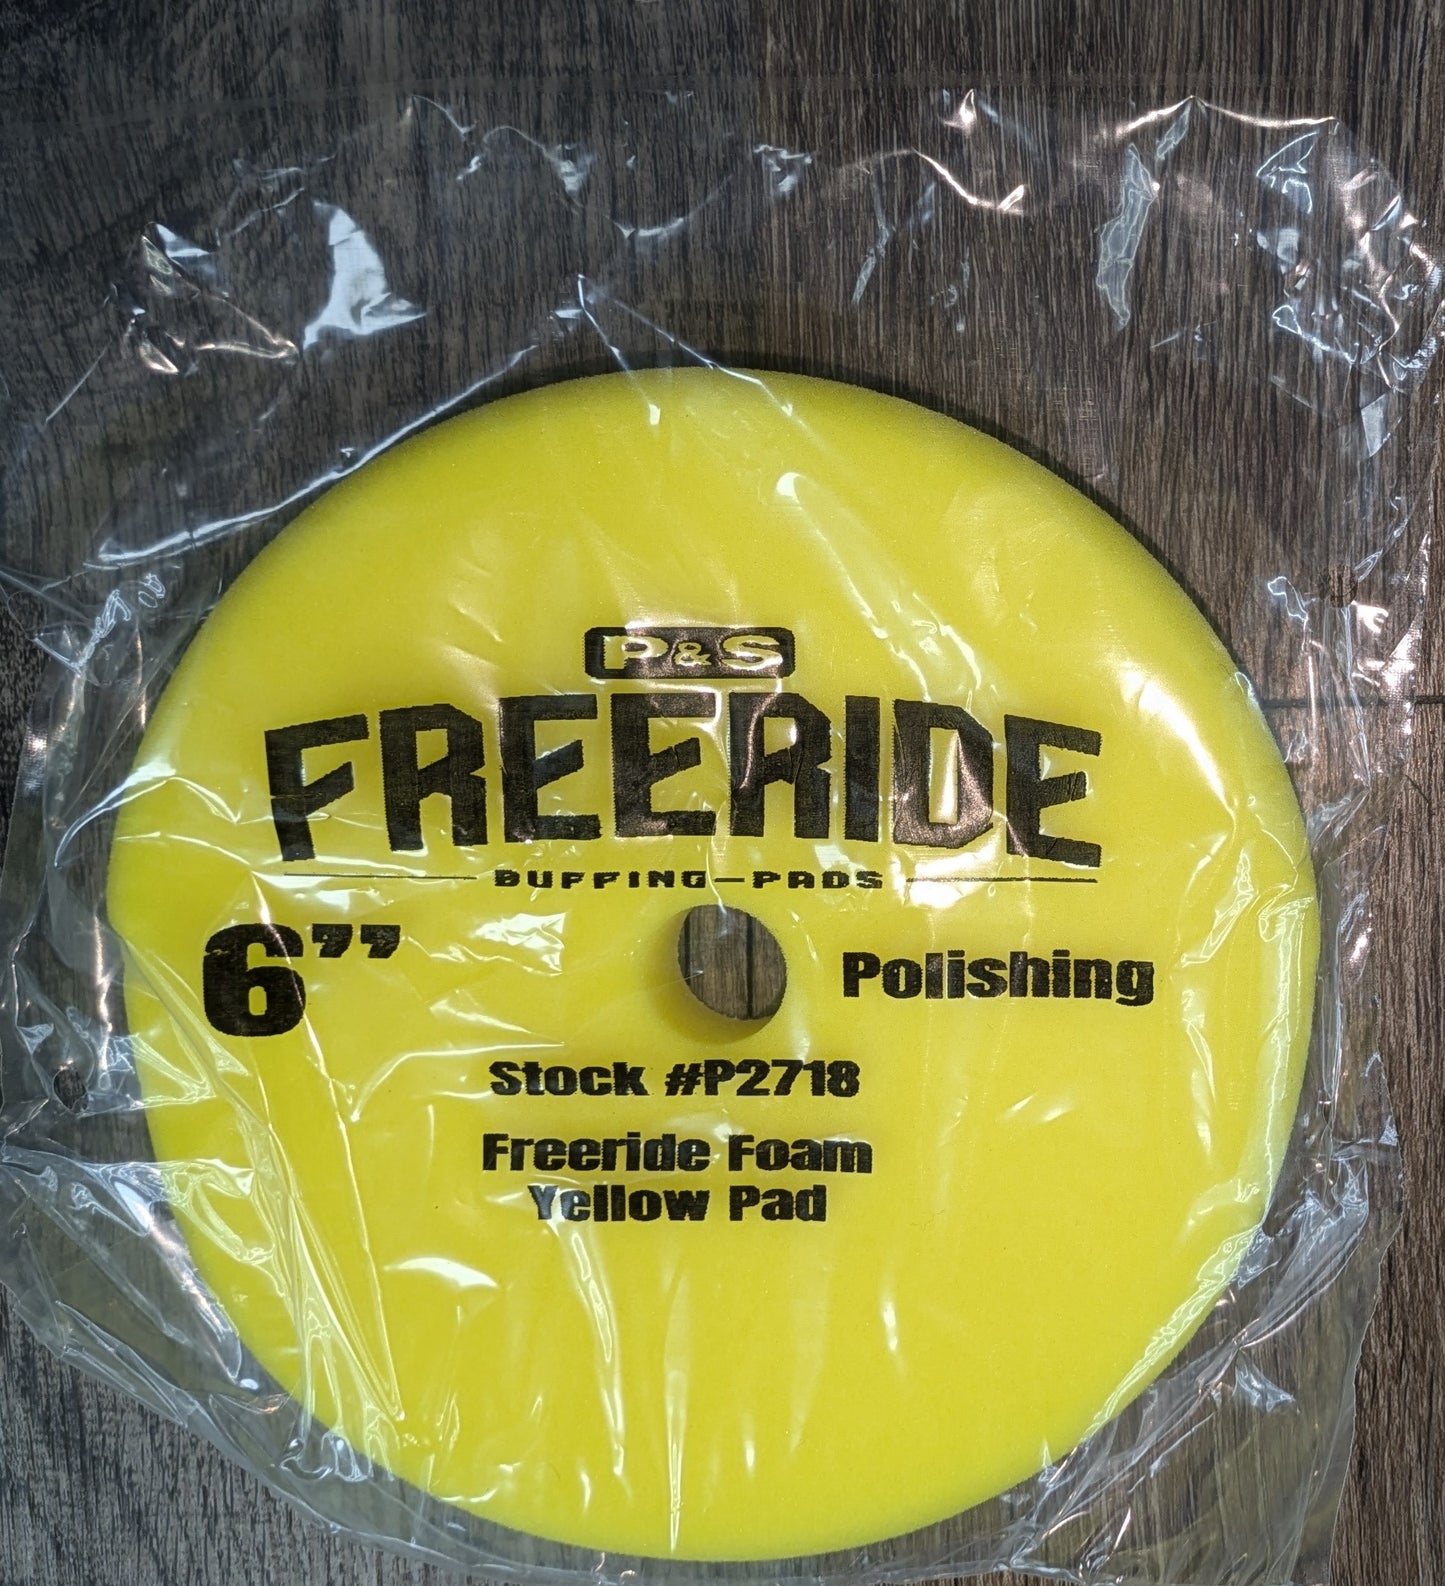 P&S
FREERIDE
BUFFING-PADS
6” Polishing
Stock #P2718
Freeride Foam
Yellow Pad